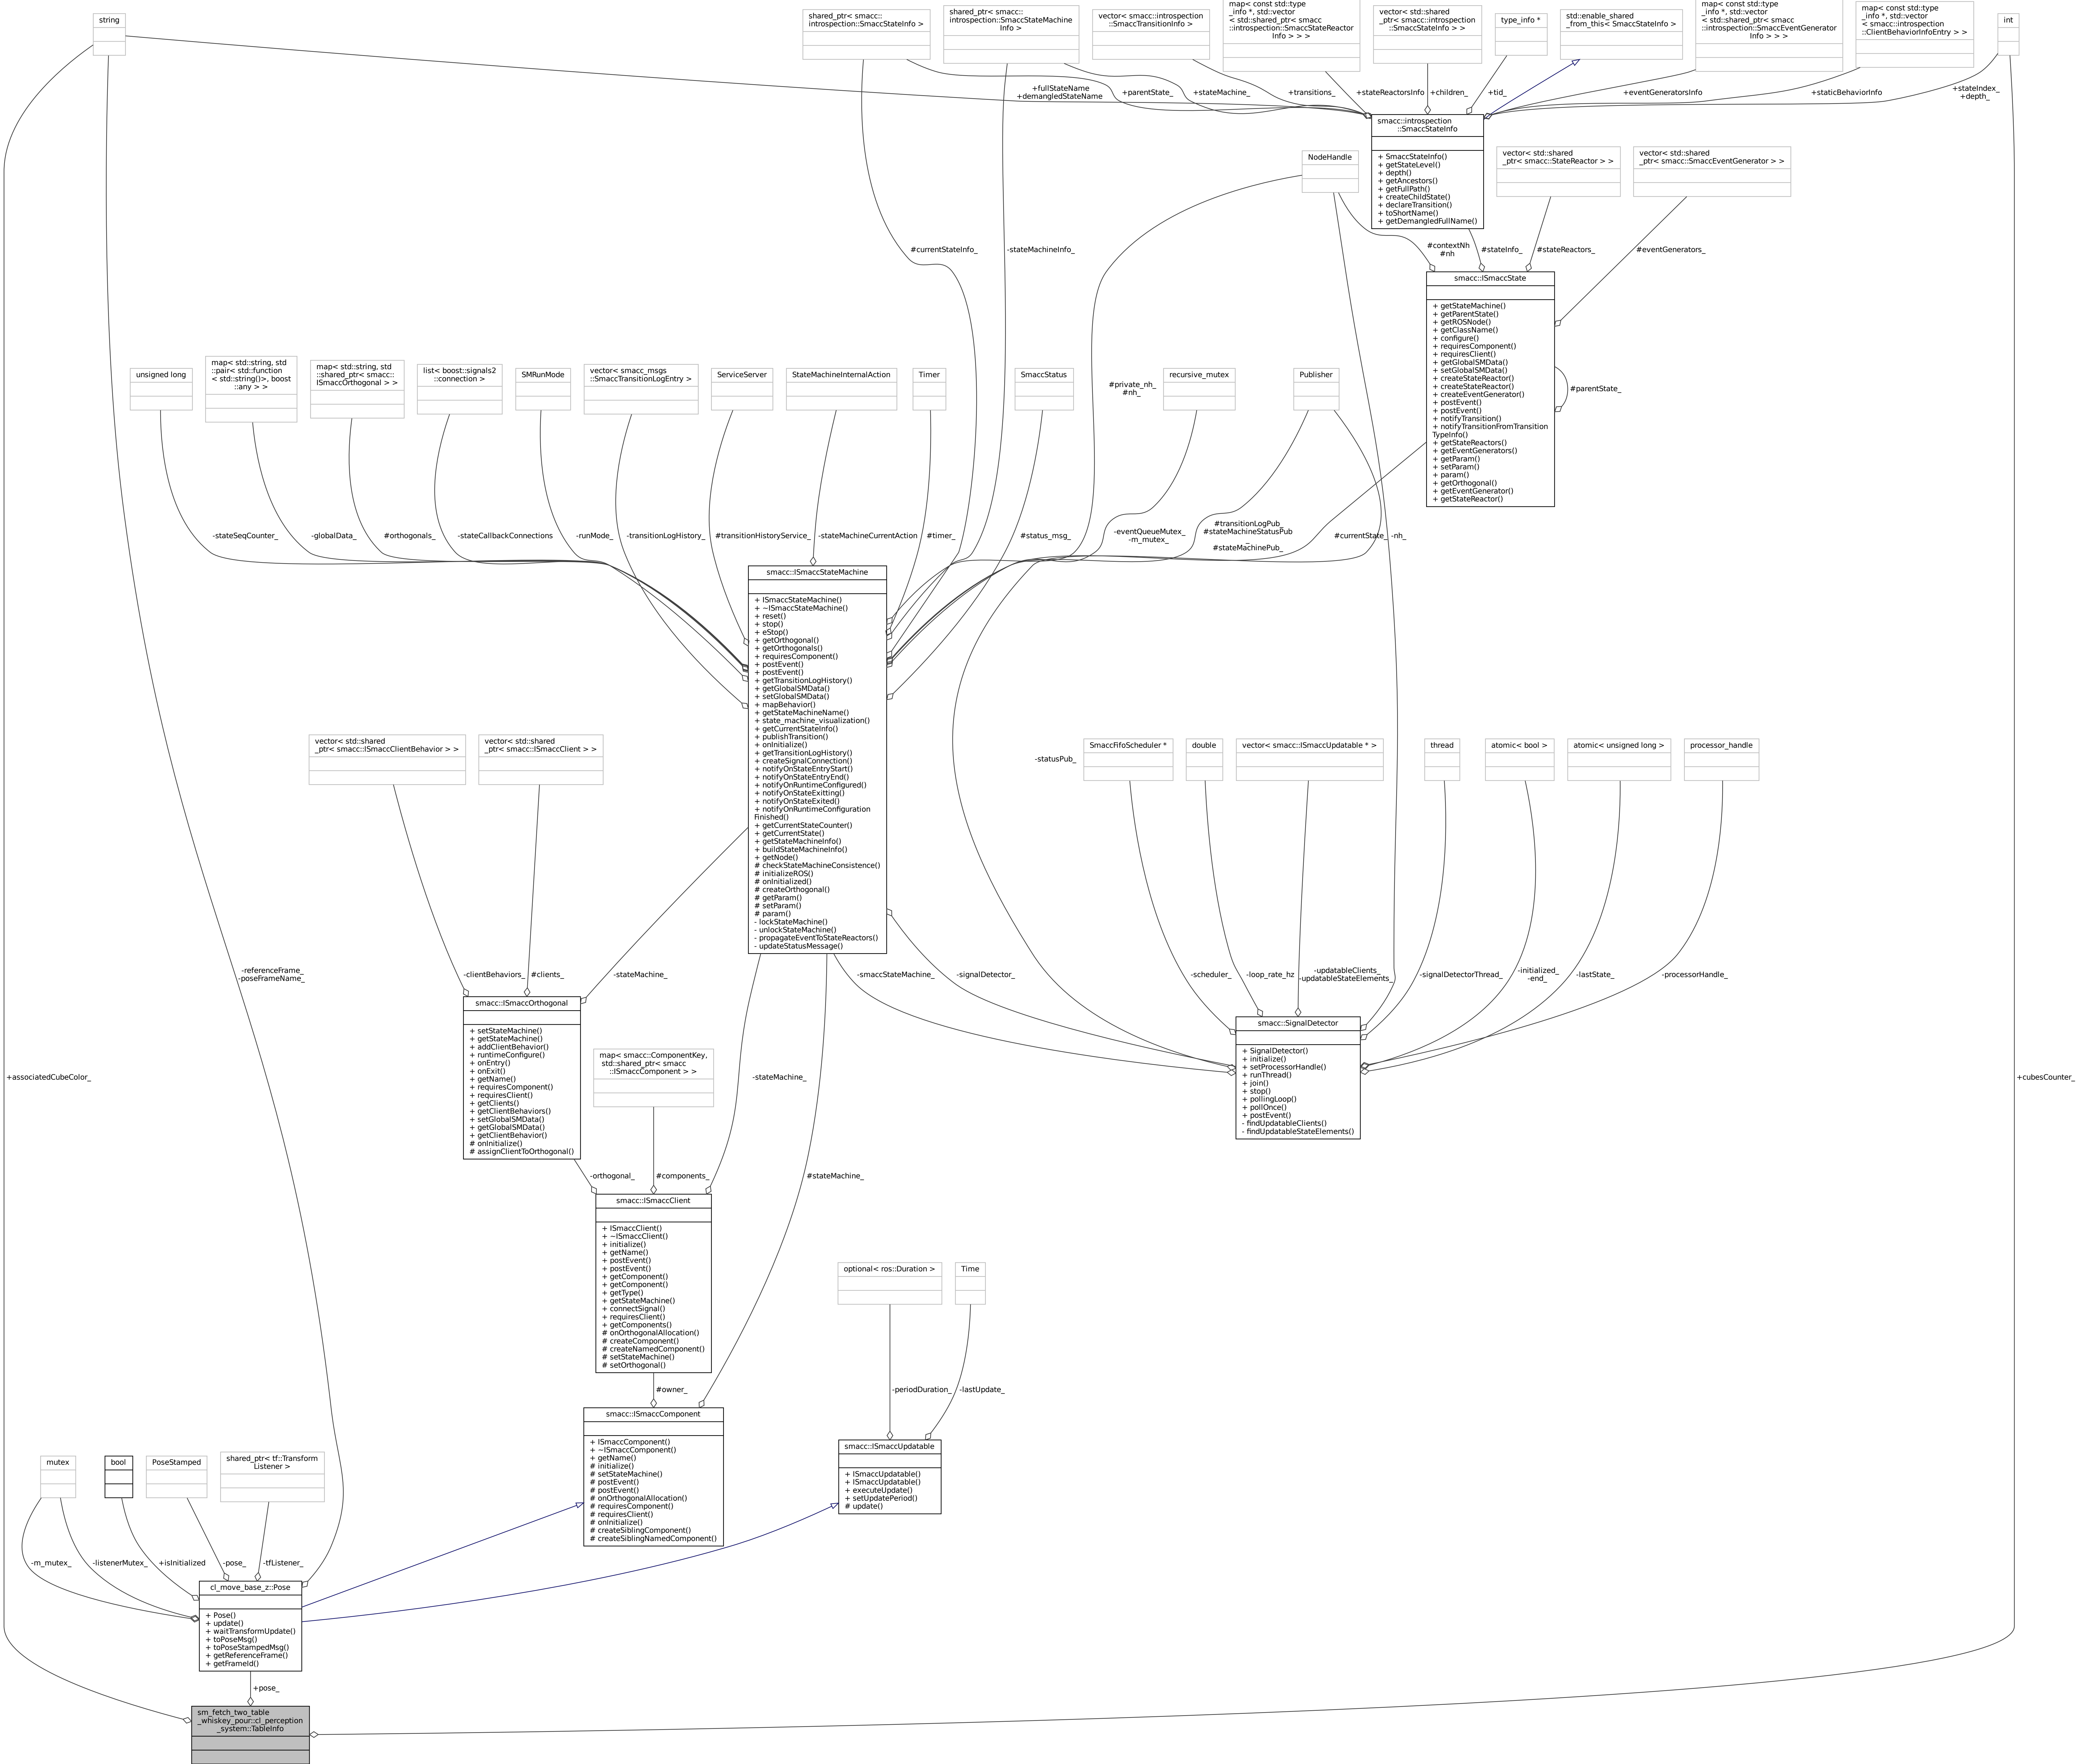 string
shared_ptr< smacc::
introspection::SmaccStateInfo >
shared_ptr< smacc::
introspection::SmaccStateMachine
Info >
vector< smacc::introspection
::SmaccTransitionInfo >
map< const std::type
_info *, std::vector
< std::shared_ptr< smacc
::introspection::SmaccStateReactor
Info > > >
vector< std::shared
_ptr< smacc::introspection
::SmaccStateInfo > >
type_info *
std::enable_shared
_from_this< SmaccStateInfo >
map< const std::type
_info *, std::vector
< std::shared_ptr< smacc
::introspection::SmaccEventGenerator
Info > > >
map< const std::type
_info *, std::vector
< smacc::introspection
::ClientBehaviorInfoEntry > >
int
+fullStateName
+demangledStateName
+parentState_
+stateMachine_
+transitions_
+stateReactorsInfo
+children_
+tid_
+eventGeneratorsInfo
+staticBehaviorInfo
+stateIndex_
+depth_
smacc::introspection
::SmaccStateInfo
+ SmaccStateInfo()
+ getStateLevel()
+ depth()
+ getAncestors()
+ getFullPath()
+ createChildState()
+ declareTransition()
+ toShortName()
+ getDemangledFullName()
NodeHandle
vector< std::shared
_ptr< smacc::StateReactor > >
vector< std::shared
_ptr< smacc::SmaccEventGenerator > >
#currentStateInfo_
-stateMachineInfo_
#contextNh
#nh
#stateInfo_
#stateReactors_
#eventGenerators_
smacc::ISmaccState
+ getStateMachine()
+ getParentState()
+ getROSNode()
+ getClassName()
+ configure()
+ requiresComponent()
+ requiresClient()
+ getGlobalSMData()
+ setGlobalSMData()
+ createStateReactor()
+ createStateReactor()
+ createEventGenerator()
+ postEvent()
+ postEvent()
+ notifyTransition()
+ notifyTransitionFromTransition
TypeInfo()
+ getStateReactors()
+ getEventGenerators()
+ getParam()
+ setParam()
+ param()
+ getOrthogonal()
+ getEventGenerator()
+ getStateReactor()
#parentState_
unsigned long
map< std::string, std
::pair< std::function
< std::string()>, boost
::any > >
map< std::string, std
::shared_ptr< smacc::
ISmaccOrthogonal > >
list< boost::signals2
::connection >
SMRunMode
vector< smacc_msgs
::SmaccTransitionLogEntry >
ServiceServer
StateMachineInternalAction
Timer
SmaccStatus
#private_nh_
#nh_
recursive_mutex
Publisher
-stateSeqCounter_
-globalData_
#orthogonals_
-stateCallbackConnections
-runMode_
-transitionLogHistory_
#transitionHistoryService_
-stateMachineCurrentAction
#timer_
#status_msg_
-eventQueueMutex_
-m_mutex_
#transitionLogPub_
#stateMachineStatusPub
_
#stateMachinePub_
#currentState_
-nh_
smacc::ISmaccStateMachine
+ ISmaccStateMachine()
+ ~ISmaccStateMachine()
+ reset()
+ stop()
+ eStop()
+ getOrthogonal()
+ getOrthogonals()
+ requiresComponent()
+ postEvent()
+ postEvent()
+ getTransitionLogHistory()
+ getGlobalSMData()
+ setGlobalSMData()
+ mapBehavior()
+ getStateMachineName()
+ state_machine_visualization()
+ getCurrentStateInfo()
+ publishTransition()
+ onInitialize()
+ getTransitionLogHistory()
+ createSignalConnection()
+ notifyOnStateEntryStart()
+ notifyOnStateEntryEnd()
+ notifyOnRuntimeConfigured()
+ notifyOnStateExitting()
+ notifyOnStateExited()
+ notifyOnRuntimeConfiguration
Finished()
+ getCurrentStateCounter()
+ getCurrentState()
+ getStateMachineInfo()
+ buildStateMachineInfo()
+ getNode()
# checkStateMachineConsistence()
# initializeROS()
# onInitialized()
# createOrthogonal()
# getParam()
# setParam()
# param()
- lockStateMachine()
- unlockStateMachine()
- propagateEventToStateReactors()
- updateStatusMessage()
vector< std::shared
_ptr< smacc::ISmaccClientBehavior > >
vector< std::shared
_ptr< smacc::ISmaccClient > >
-statusPub_
SmaccFifoScheduler *
double
vector< smacc::ISmaccUpdatable * >
thread
atomic< bool >
atomic< unsigned long >
processor_handle
-referenceFrame_
-poseFrameName_
-clientBehaviors_
#clients_
-stateMachine_
-smaccStateMachine_
-signalDetector_
-scheduler_
-loop_rate_hz
-updatableClients_
-updatableStateElements_
-signalDetectorThread_
-initialized_
-end_
-lastState_
-processorHandle_
smacc::ISmaccOrthogonal
+ setStateMachine()
+ getStateMachine()
+ addClientBehavior()
+ runtimeConfigure()
+ onEntry()
+ onExit()
+ getName()
+ requiresComponent()
+ requiresClient()
+ getClients()
+ getClientBehaviors()
+ setGlobalSMData()
+ getGlobalSMData()
+ getClientBehavior()
# onInitialize()
# assignClientToOrthogonal()
smacc::SignalDetector
+ SignalDetector()
+ initialize()
+ setProcessorHandle()
+ runThread()
+ join()
+ stop()
+ pollingLoop()
+ pollOnce()
+ postEvent()
- findUpdatableClients()
- findUpdatableStateElements()
map< smacc::ComponentKey,
std::shared_ptr< smacc
::ISmaccComponent > >
+associatedCubeColor_
-stateMachine_
+cubesCounter_
-orthogonal_
#components_
#stateMachine_
smacc::ISmaccClient
+ ISmaccClient()
+ ~ISmaccClient()
+ initialize()
+ getName()
+ postEvent()
+ postEvent()
+ getComponent()
+ getComponent()
+ getType()
+ getStateMachine()
+ connectSignal()
+ requiresClient()
+ getComponents()
# onOrthogonalAllocation()
# createComponent()
# createNamedComponent()
# setStateMachine()
# setOrthogonal()
optional< ros::Duration >
Time
#owner_
-periodDuration_
-lastUpdate_
smacc::ISmaccComponent
+ ISmaccComponent()
+ ~ISmaccComponent()
+ getName()
# initialize()
# setStateMachine()
# postEvent()
# postEvent()
# onOrthogonalAllocation()
# requiresComponent()
# requiresClient()
# onInitialize()
# createSiblingComponent()
# createSiblingNamedComponent()
smacc::ISmaccUpdatable
+ ISmaccUpdatable()
+ ISmaccUpdatable()
+ executeUpdate()
+ setUpdatePeriod()
# update()
mutex
bool
PoseStamped
shared_ptr< tf::Transform
Listener >
-m_mutex_
-listenerMutex_
+isInitialized
-pose_
-tfListener_
cl_move_base_z::Pose
+ Pose()
+ update()
+ waitTransformUpdate()
+ toPoseMsg()
+ toPoseStampedMsg()
+ getReferenceFrame()
+ getFrameId()
+pose_
sm_fetch_two_table
_whiskey_pour::cl_perception
_system::TableInfo